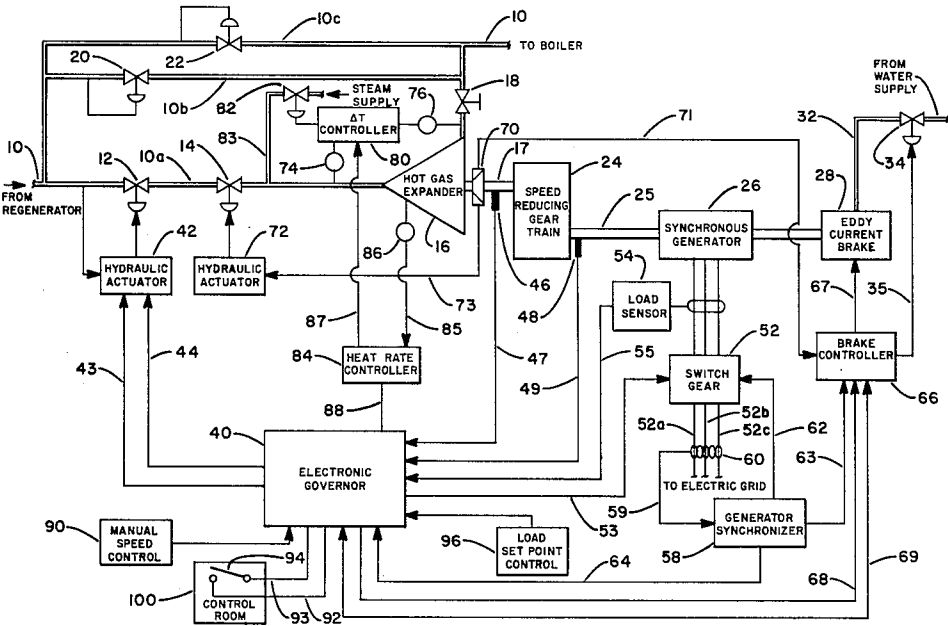 10c
10
TO BOILER
20
22
10b
82
STEAM
SUPPLY
76
18
FROM
WATER
SUPPLY
32
34
83
ΔT
CONTROLLER
70
71
74
80
17
24
10
12
10a
14
FROM
REGENERATOR
HOT GAS
EXPANDER
SPEED
REDUCING
GEAR
TRAIN
25
26
28
SYNCHRONOUS
GENERATOR
EDDY
CURRENT
BRAKE
42
72
86
16
HYDRAULIC
ACTUATOR
HYDRAULIC
ACTUATOR
46
48
54
73
LOAD
SENSOR
67
35
87
85
52
43
44
84
HEAT RATE
CONTROLLER
47
49
55
SWITCH
GEAR
BRAKE
CONTROLLER
66
88
52a
52b
52c
62
40
ELECTRONIC
GOVERNOR
60
63
TO ELECTRIC GRID
59
53
90
MANUAL
SPEED
CONTROL
96
LOAD
SET POINT
CONTROL
GENERATOR
SYNCHRONIZER
58
94
64
68
69
100
CONTROL
ROOM
93
92